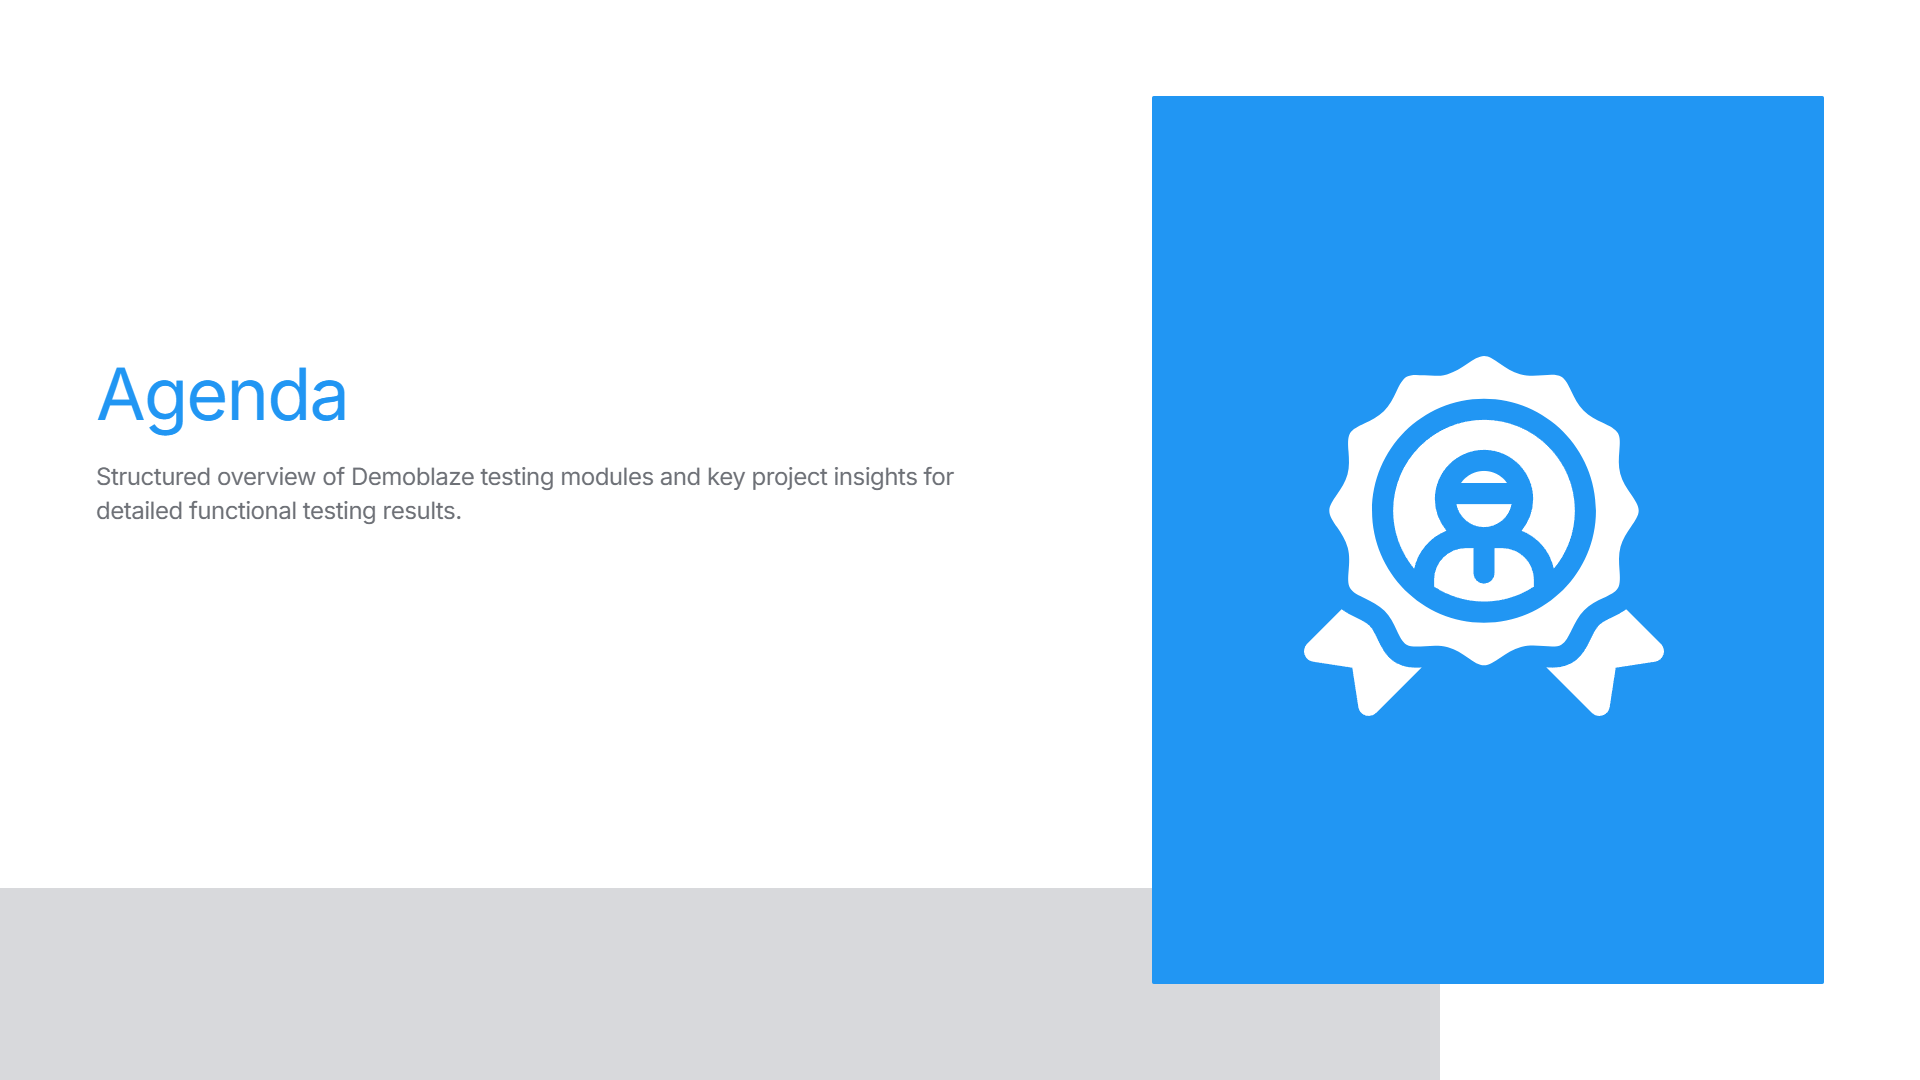 Agenda
Structured overview of Demoblaze testing modules and key project insights for
detailed functional testing results.